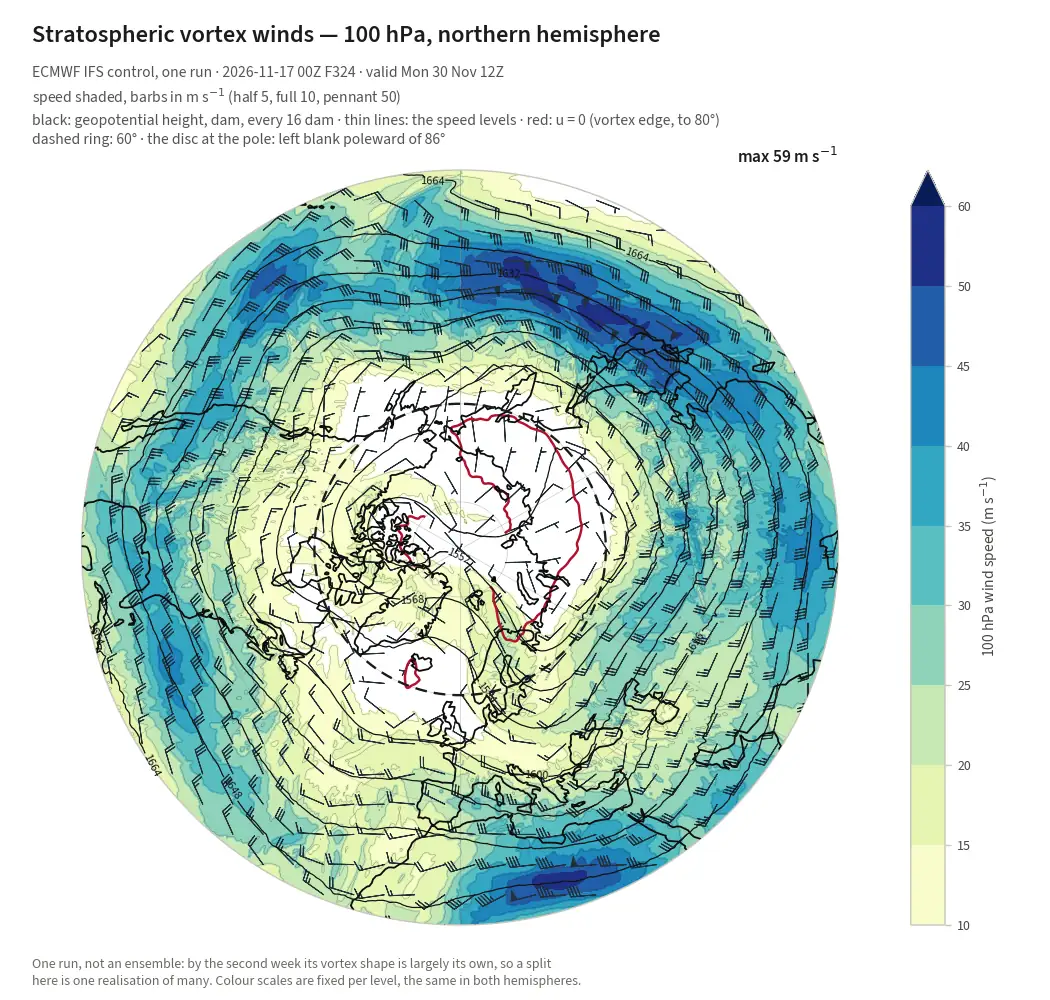 Stratospheric vortex winds — 100 hPa, northern hemisphere
ECMWF IFS control, one run · 2026-11-17 00Z F324 · valid Mon 30 Nov 12Z
speed shaded, barbs in m s⁻¹ (half 5, full 10, pennant 50)
black: geopotential height, dam, every 16 dam · thin lines: the speed levels · red: u = 0 (vortex edge, to 80°)
dashed ring: 60° · the disc at the pole: left blank poleward of 86°
max 59 m s⁻¹
1664
1664
1632
1552
1568
1600
1664
1648
60
50
45
40
35
30
25
20
15
10
100 hPa wind speed (m s⁻¹)
One run, not an ensemble: by the second week its vortex shape is largely its own, so a split
here is one realisation of many. Colour scales are fixed per level, the same in both hemispheres.